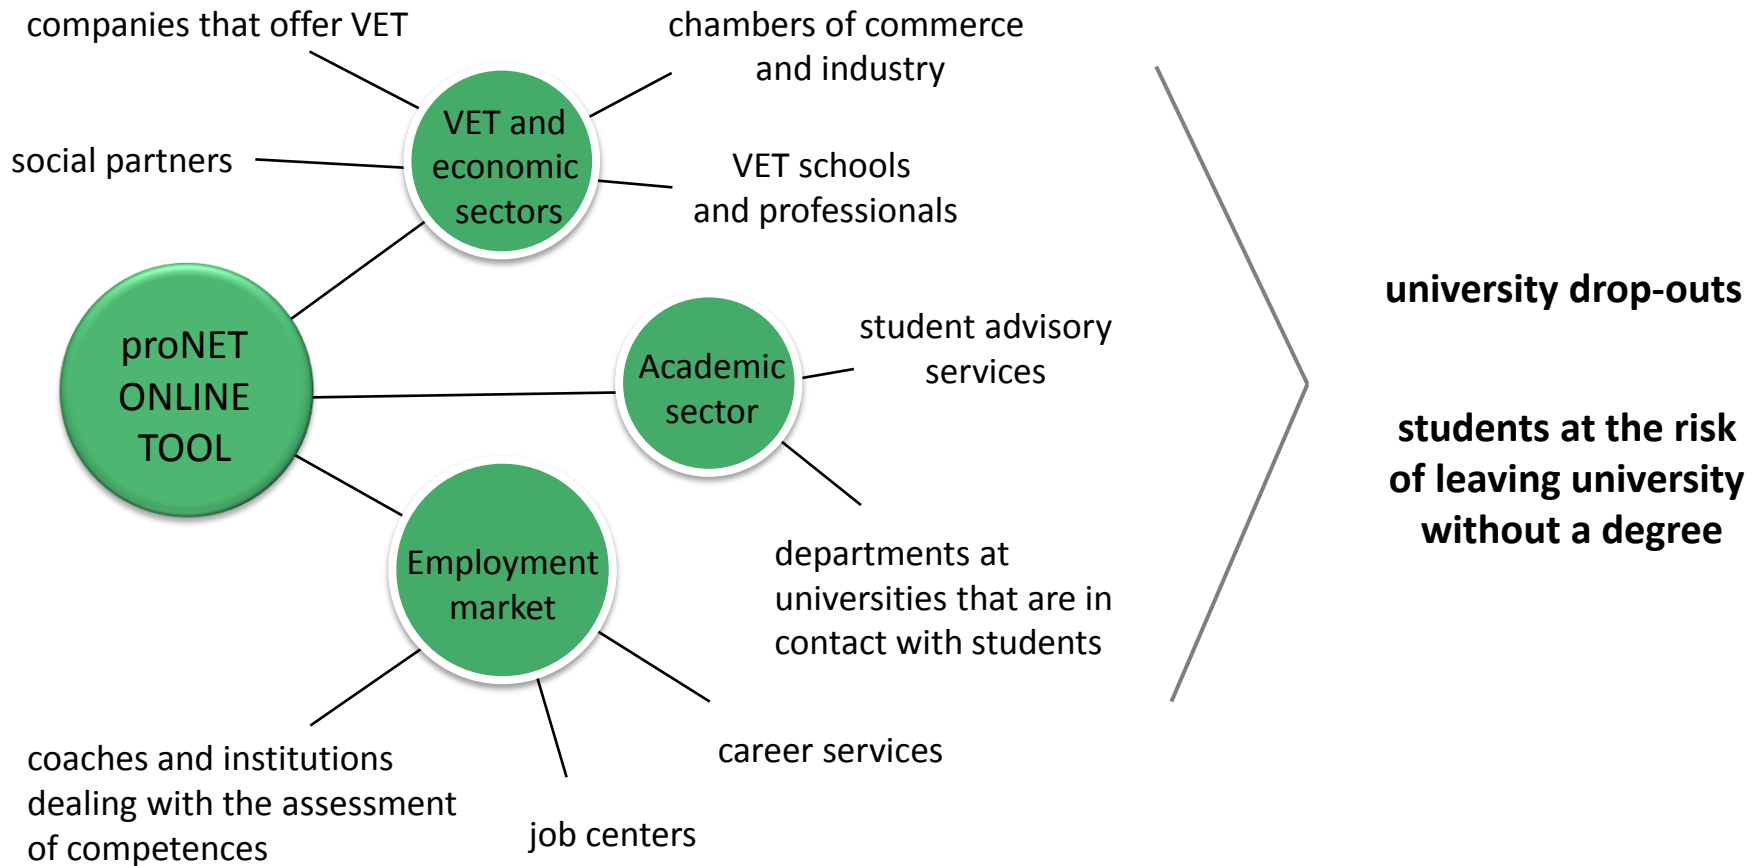 companies that offer VET
chambers of commerce
and industry
VET and
economic
sectors
social partners
VET schools
and professionals
proNET
ONLINE
TOOL
Academic
sector
student advisory
services
departments at
universities that are in
contact with students
Employment
market
coaches and institutions
dealing with the assessment
of competences
job centers
career services
university drop-outs
students at the risk
of leaving university
without a degree